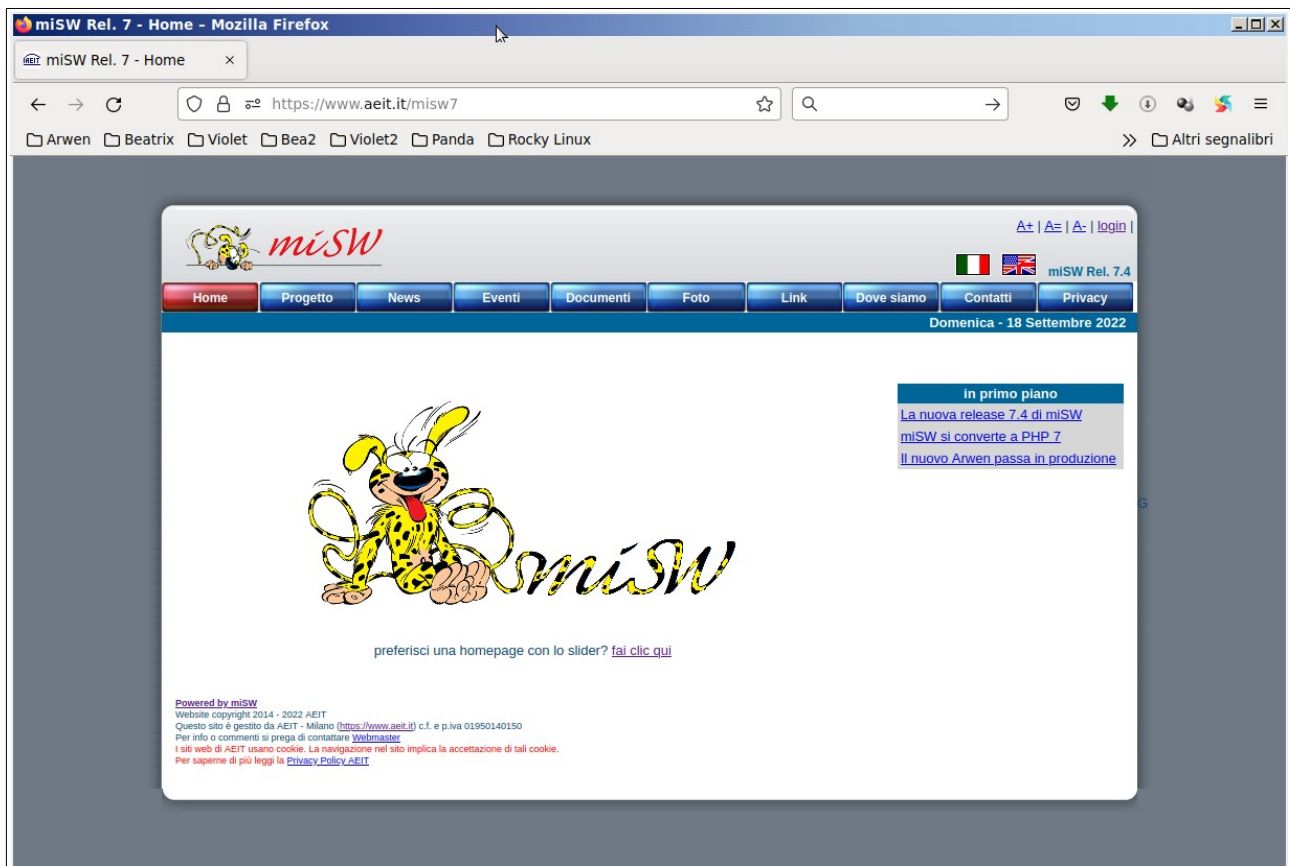 miSW Rel. 7 - Home - Mozilla Firefox
miSW Rel. 7 - Home
https://www.aeit.it/misw7
Arwen Beatrix Violet Bea2 Violet2 Panda Rocky Linux Altri segnalibri
A+ | A= | A- | login |
miSW
miSW Rel. 7.4
Home Progetto News Eventi Documenti Foto Link Dove siamo Contatti Privacy
Domenica - 18 Settembre 2022
in primo piano
La nuova release 7.4 di miSW
miSW si converte a PHP 7
Il nuovo Arwen passa in produzione
G
miSW
preferisci una homepage con lo slider? fai clic qui
Powered by miSW
Website copyright 2014 - 2022 AEIT
Questo sito è gestito da AEIT - Milano (https://www.aeit.it) c.f. e p.iva 01950140150
Per info o commenti si prega di contattare Webmaster
I siti web di AEIT usano cookie. La navigazione nel sito implica la accettazione di tali cookie.
Per saperne di più leggi la Privacy Policy AEIT